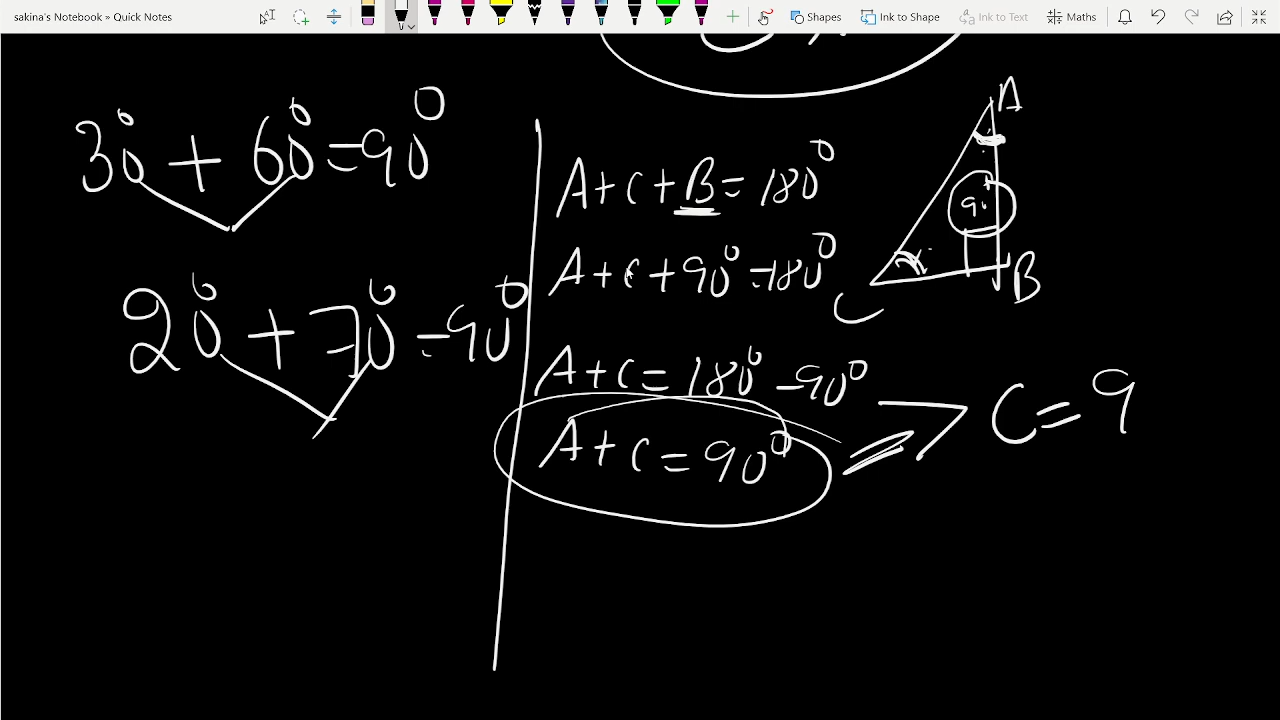 sakina's Notebook » Quick Notes
Shapes
Ink to Shape
Ink to Text
Maths
30° + 60° = 90°
20° + 70° = 90°
A + C + B = 180°
A + C + 90° = 180°
A + C = 180° - 90°
A + C = 90°
C = 9
A
90°
B
C